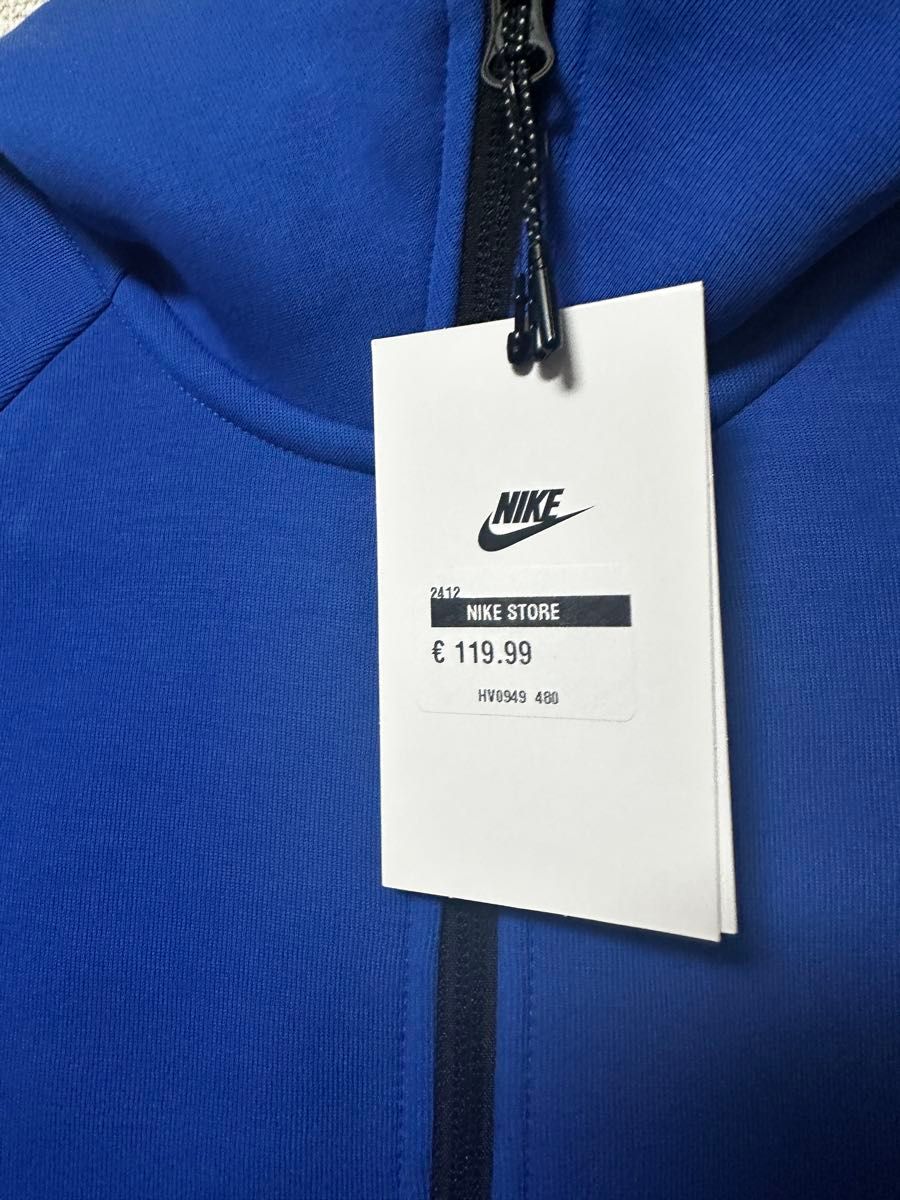 NIKE
2412
NIKE STORE
€ 119.99
HV0949 480